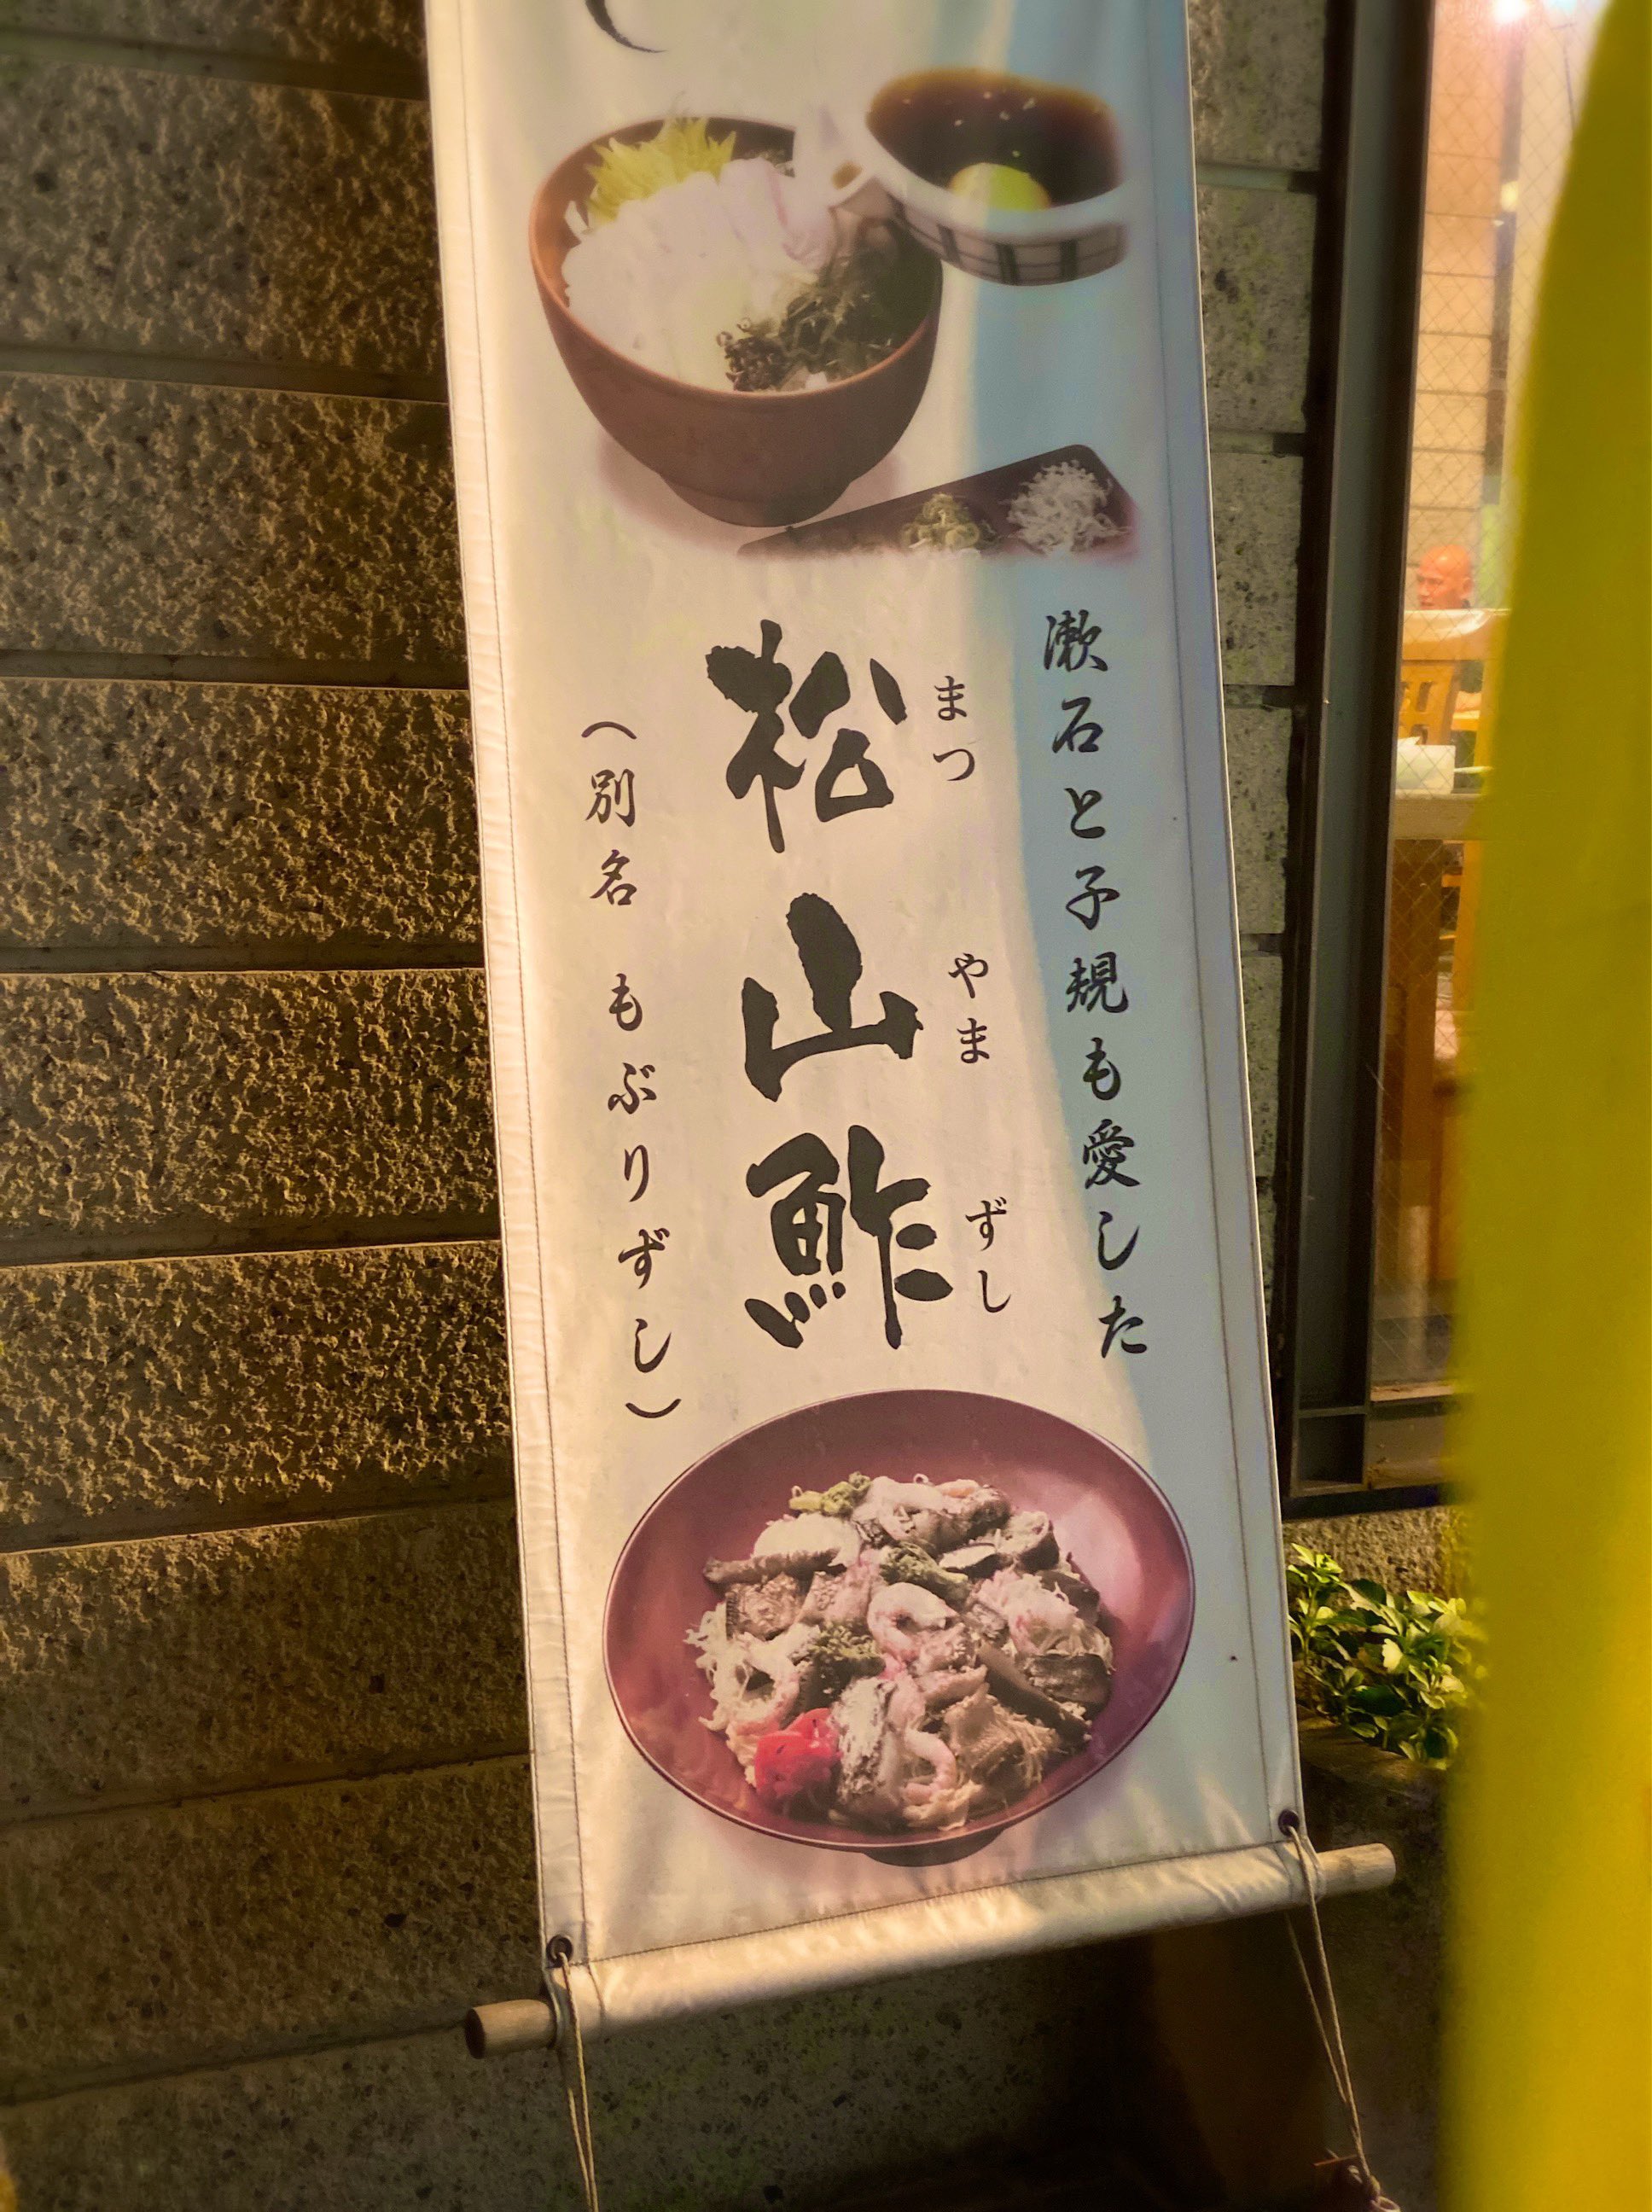 漱石と子規も愛した
まつやまずし
松山鮓
(別名 もぶりずし)